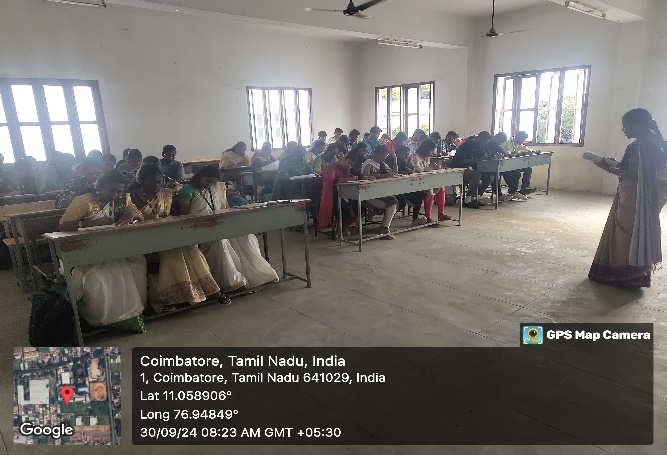 GPS Map Camera
Coimbatore, Tamil Nadu, India
1, Coimbatore, Tamil Nadu 641029, India
Lat 11.058906°
Long 76.94849°
30/09/24 08:23 AM GMT +05:30
Google